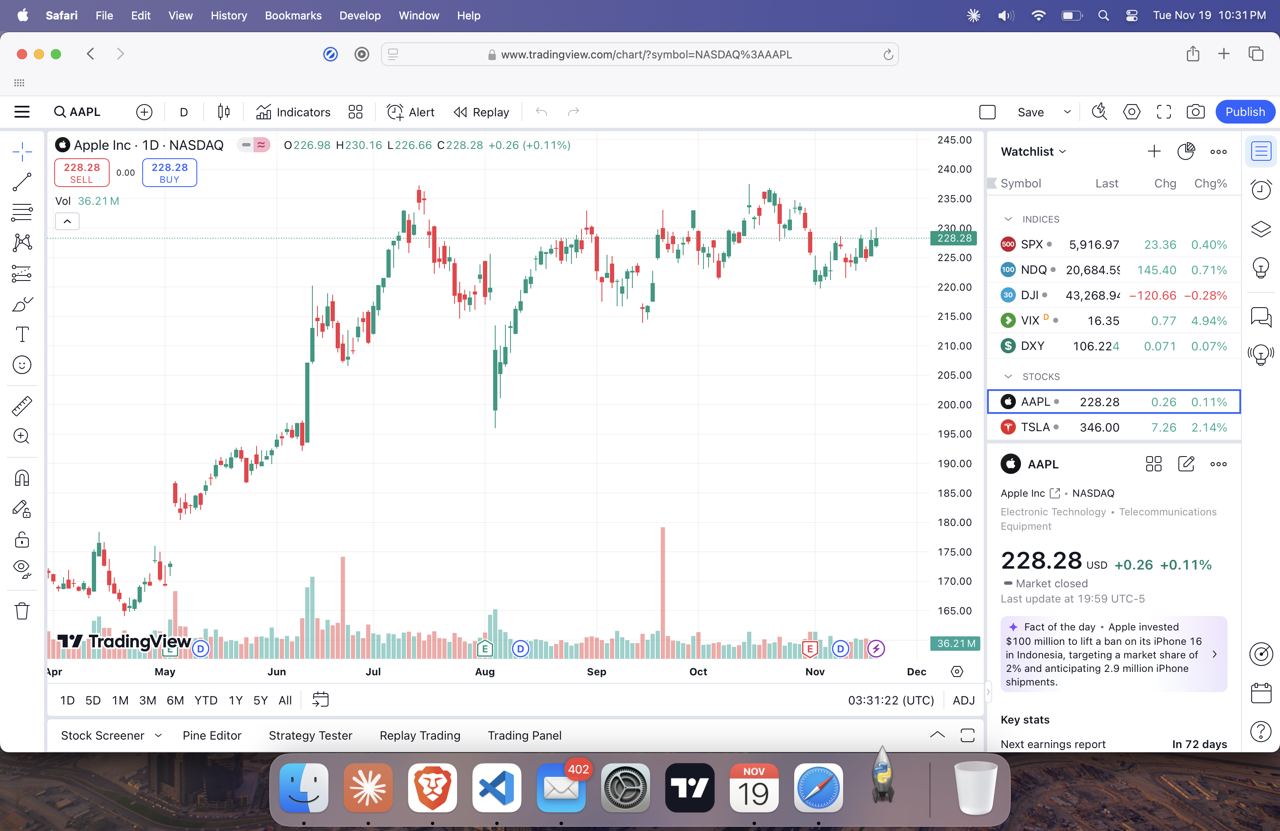 Safari File Edit View History Bookmarks Develop Window Help Tue Nov 19 10:31 PM
www.tradingview.com/chart/?symbol=NASDAQ%3AAAPL
AAPL D Indicators Alert Replay Save Publish
Apple Inc · 1D · NASDAQ O226.98 H230.16 L226.66 C228.28 +0.26 (+0.11%)
228.28 SELL 0.00 228.28 BUY
Vol 36.21 M
245.00
240.00
235.00
230.00
228.28
225.00
220.00
215.00
210.00
205.00
200.00
195.00
190.00
185.00
180.00
175.00
170.00
165.00
36.21 M
TradingView
E D E D E D
Apr May Jun Jul Aug Sep Oct Nov Dec
1D 5D 1M 3M 6M YTD 1Y 5Y All 03:31:22 (UTC) ADJ
Stock Screener Pine Editor Strategy Tester Replay Trading Trading Panel
Watchlist
Symbol Last Chg Chg%
INDICES
500 SPX 5,916.97 23.36 0.40%
100 NDQ 20,684.59 145.40 0.71%
30 DJI 43,268.94 −120.66 −0.28%
VIX D 16.35 0.77 4.94%
$ DXY 106.224 0.071 0.07%
STOCKS
AAPL 228.28 0.26 0.11%
TSLA 346.00 7.26 2.14%
AAPL
Apple Inc • NASDAQ
Electronic Technology • Telecommunications
Equipment
228.28 USD +0.26 +0.11%
Market closed
Last update at 19:59 UTC-5
Fact of the day • Apple invested
$100 million to lift a ban on its iPhone 16
in Indonesia, targeting a market share of
2% and anticipating 2.9 million iPhone
shipments.
Key stats
Next earnings report In 72 days
402
NOV
19